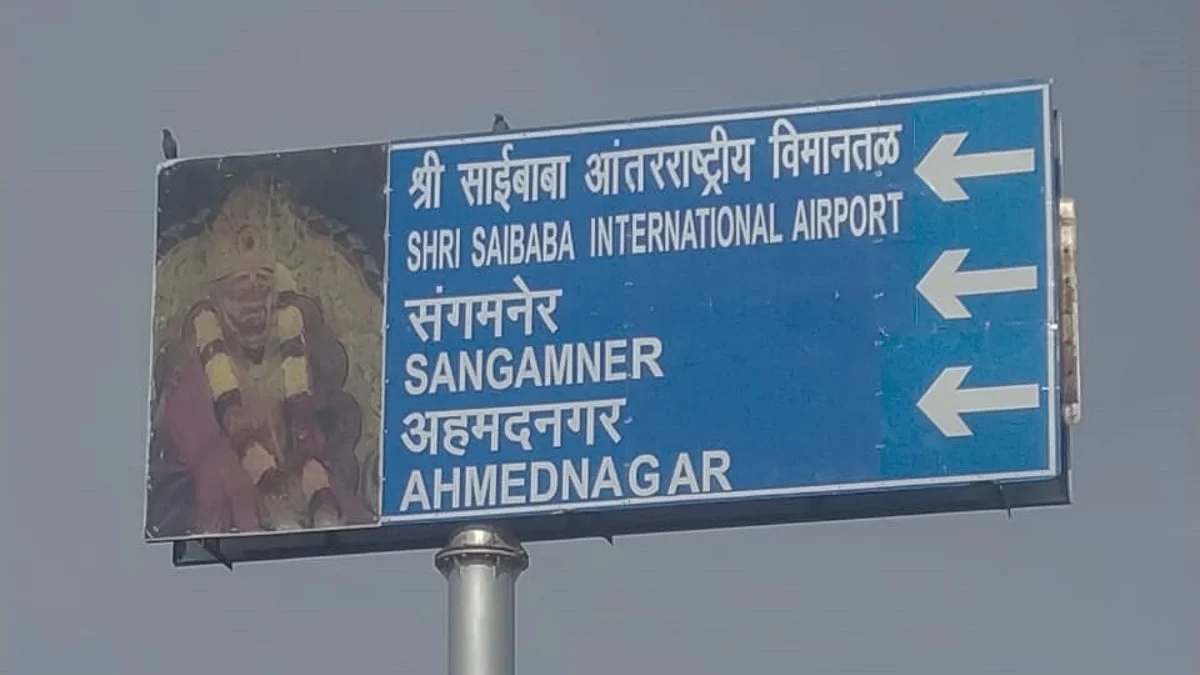 श्री साईबाबा आंतरराष्ट्रीय विमानतळ
SHRI SAIBABA INTERNATIONAL AIRPORT
संगमनेर
SANGAMNER
अहमदनगर
AHMEDNAGAR